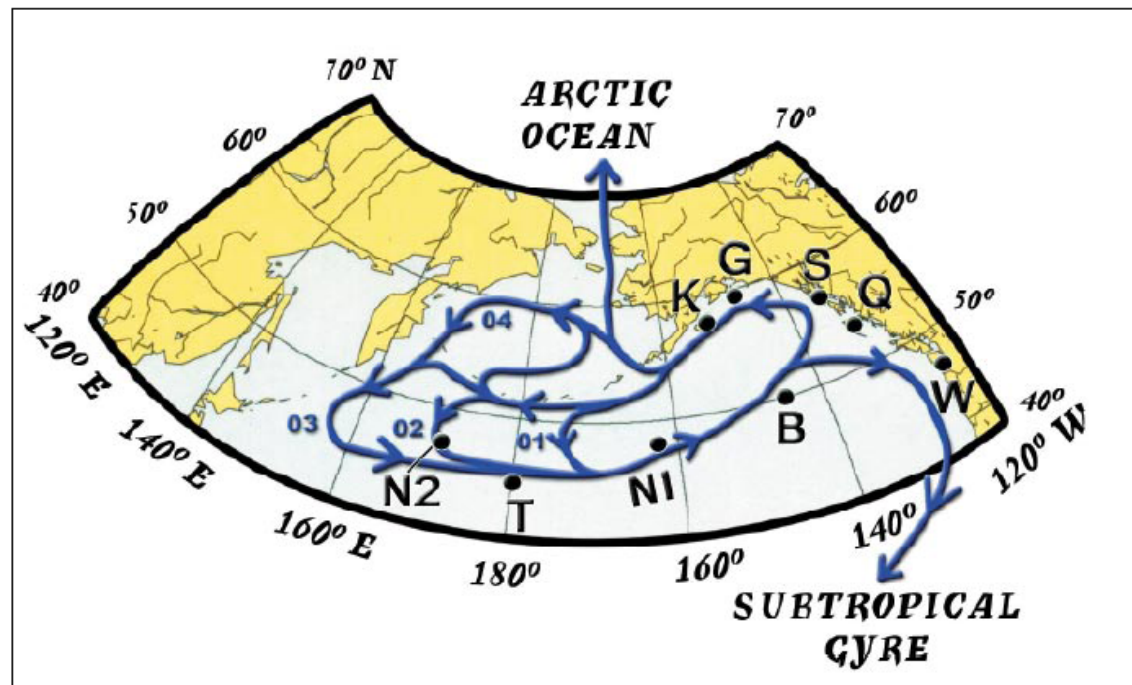 70° N
ARCTIC
OCEAN
70°
60°
60°
50°
G
S
Q
50°
K
40°
04
120° E
W
40°
03
02
01
B
120° W
140° E
N2
T
N1
160° E
180°
160°
140°
SUBTROPICAL
GYRE